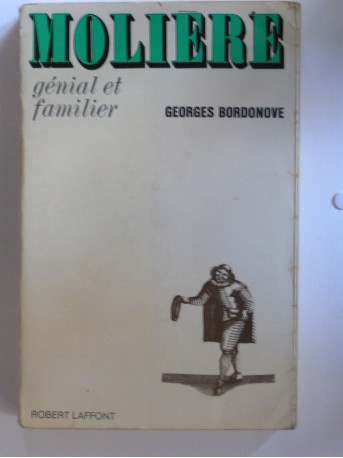 MOLIÈRE
génial et
familier
GEORGES BORDONOVE
ROBERT LAFFONT